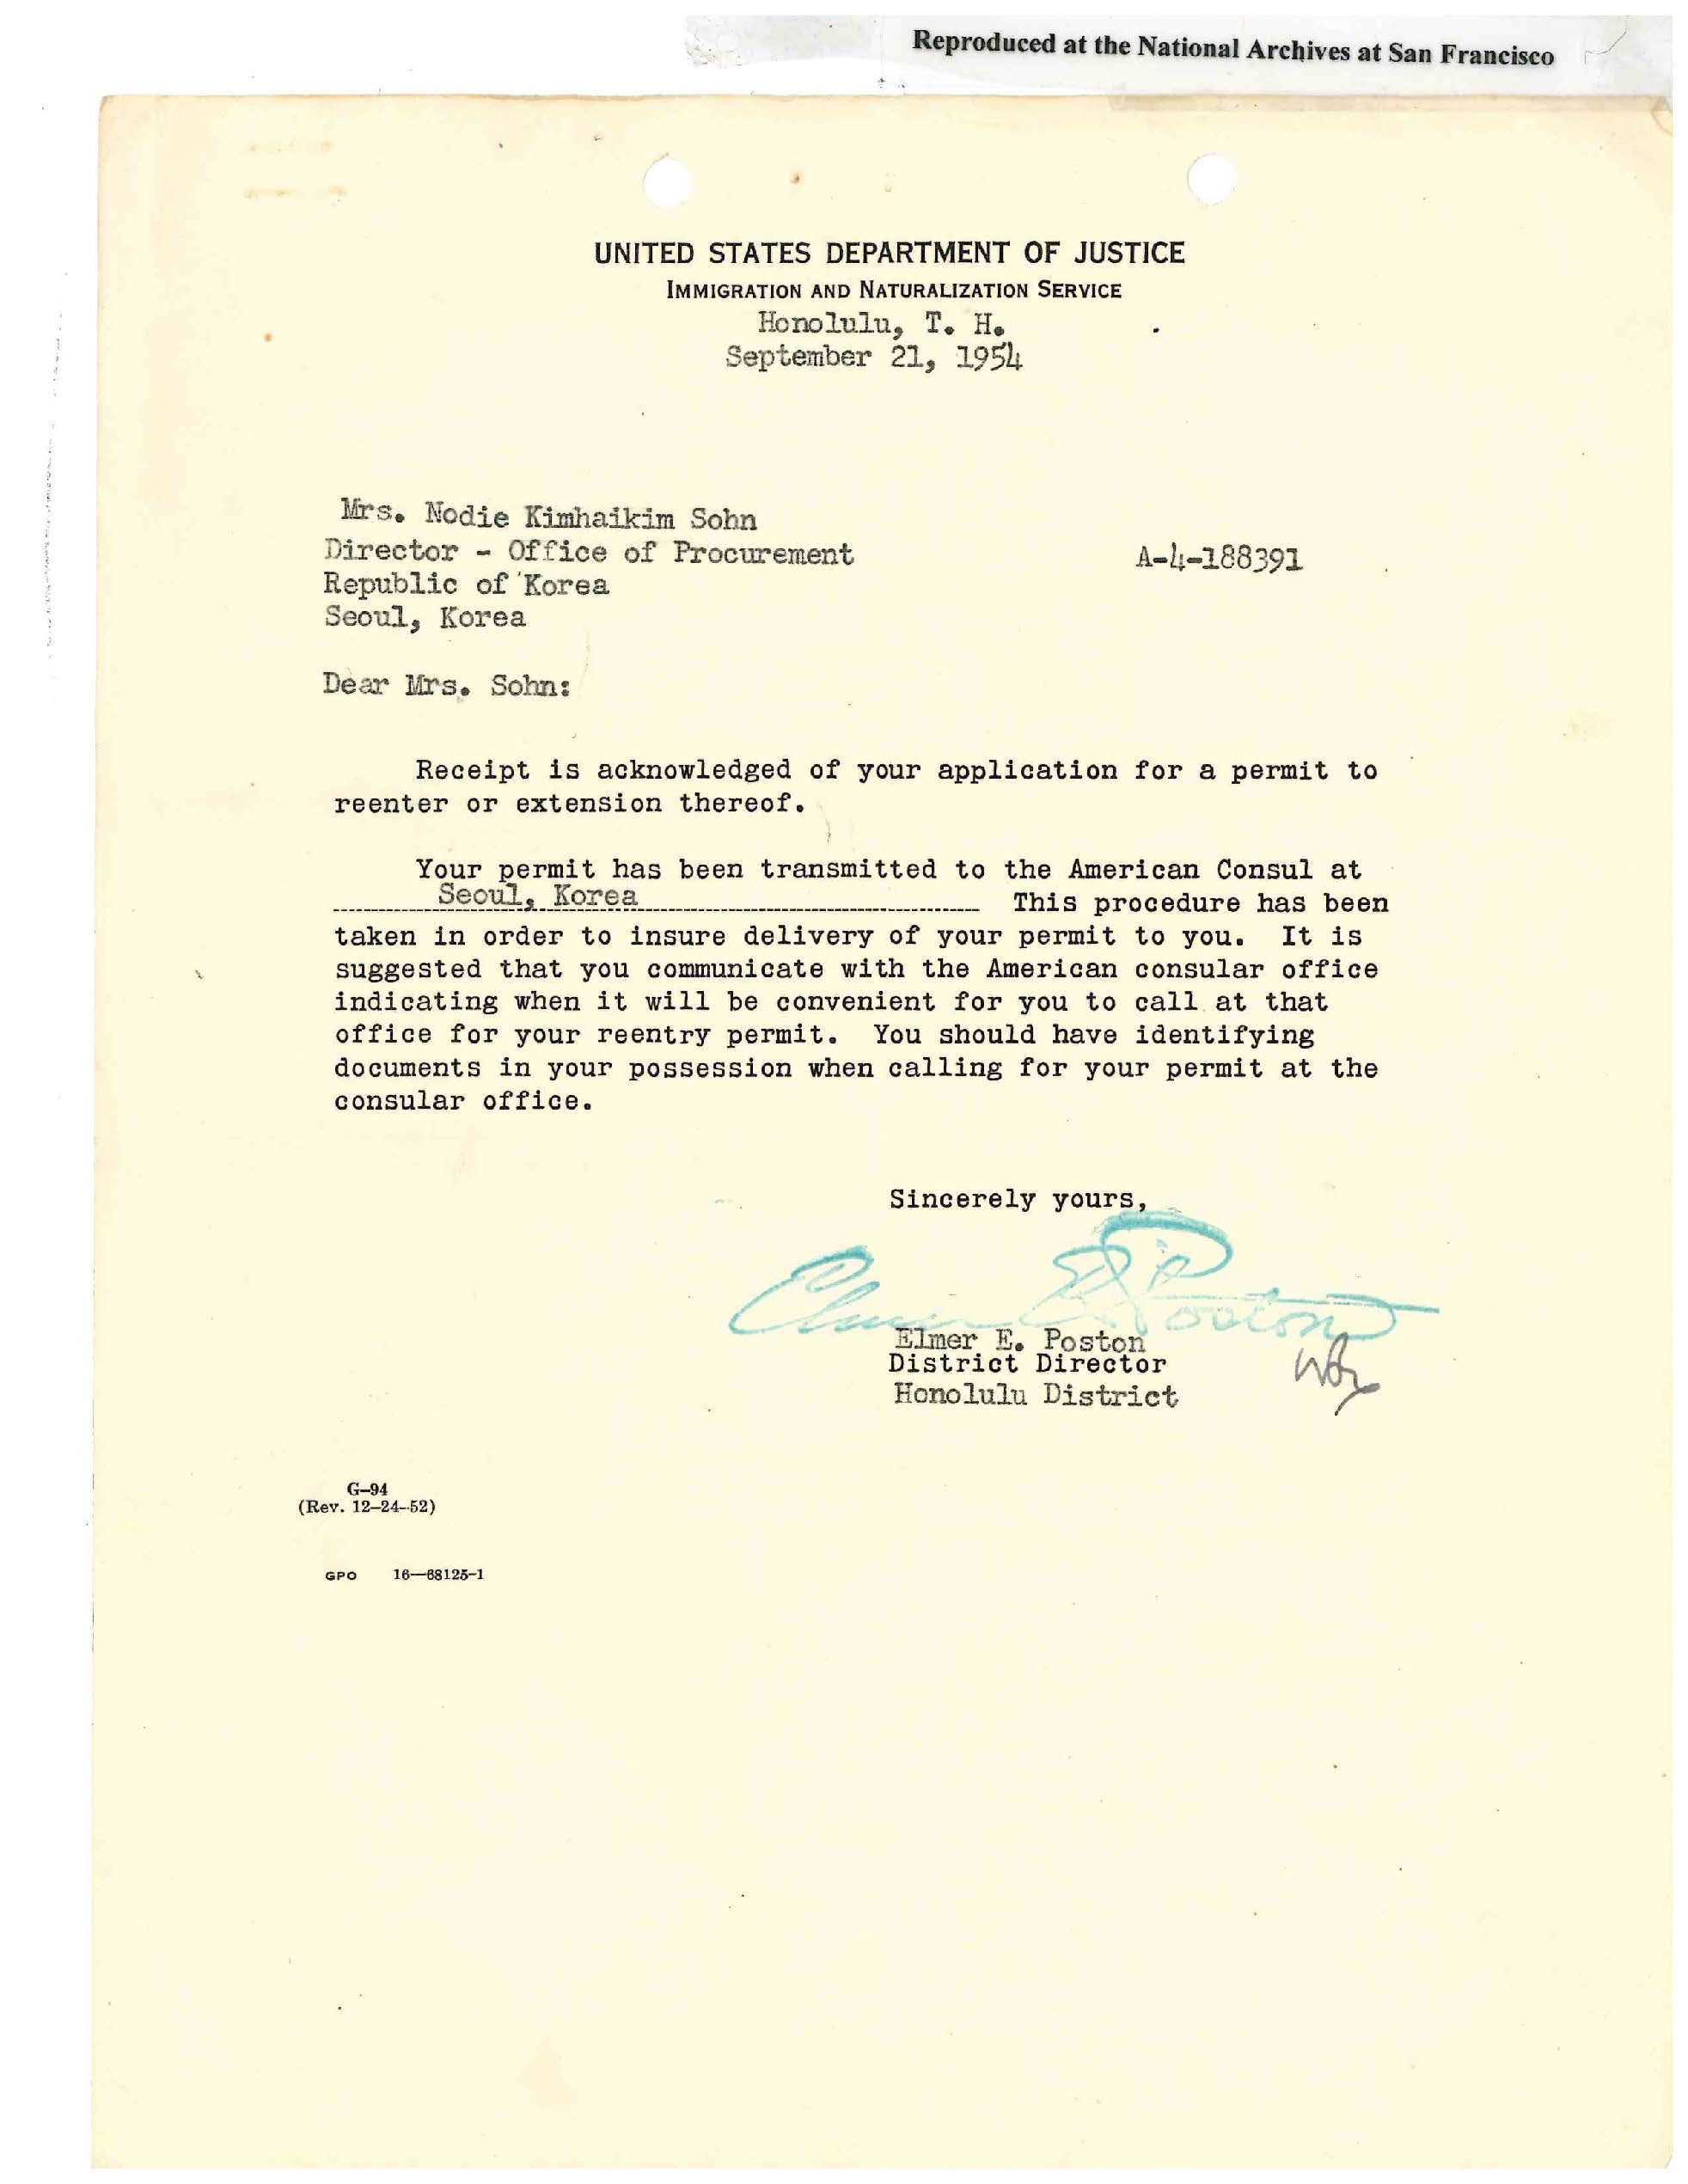 Reproduced at the National Archives at San Francisco
UNITED STATES DEPARTMENT OF JUSTICE
IMMIGRATION AND NATURALIZATION SERVICE
Honolulu, T. H.
September 21, 1954
Mrs. Nodie Kimhaikim Sohn
Director - Office of Procurement
A-4-188391
Republic of Korea
Seoul, Korea
Dear Mrs. Sohn:
Receipt is acknowledged of your application for a permit to
reenter or extension thereof.
Your permit has been transmitted to the American Consul at
Seoul, Korea This procedure has been
taken in order to insure delivery of your permit to you. It is
suggested that you communicate with the American consular office
indicating when it will be convenient for you to call at that
office for your reentry permit. You should have identifying
documents in your possession when calling for your permit at the
consular office.
Sincerely yours,
Elmer E Poston
Elmer E. Poston
District Director
Honolulu District
G-94
(Rev. 12-24-52)
GPO 16-68125-1